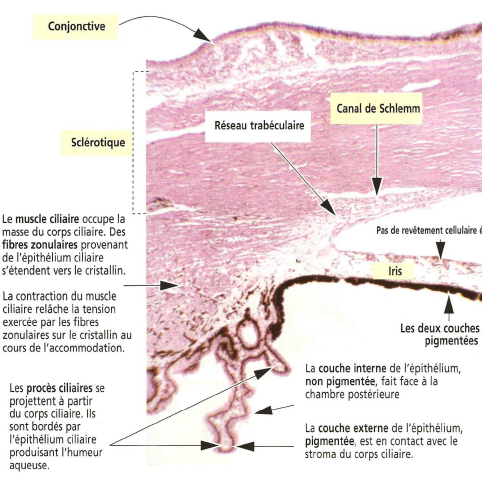 Conjonctive
Canal de Schlemm
Réseau trabéculaire
Sclérotique
Le muscle ciliaire occupe la
masse du corps ciliaire. Des
fibres zonulaires provenant
de l'épithélium ciliaire
s'étendent vers le cristallin.
La contraction du muscle
ciliaire relâche la tension
exercée par les fibres
zonulaires sur le cristallin au
cours de l'accommodation.
Les procès ciliaires se
projettent à partir
du corps ciliaire. Ils
sont bordés par
l'épithélium ciliaire
produisant l'humeur
aqueuse.
Pas de revêtement cellulaire é
Iris
Les deux couches
pigmentées
La couche interne de l'épithélium,
non pigmentée, fait face à la
chambre postérieure
La couche externe de l'épithélium,
pigmentée, est en contact avec le
stroma du corps ciliaire.